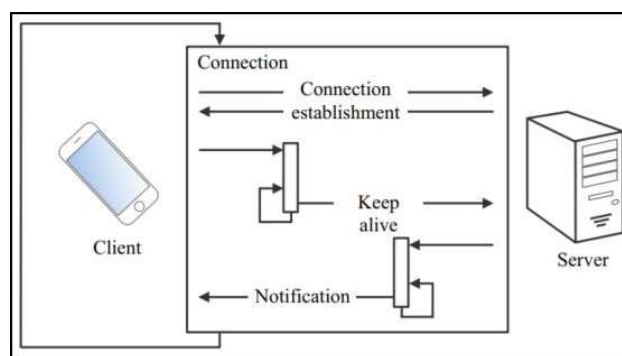 Connection
Connection
establishment
Keep
alive
Client
Server
Notification